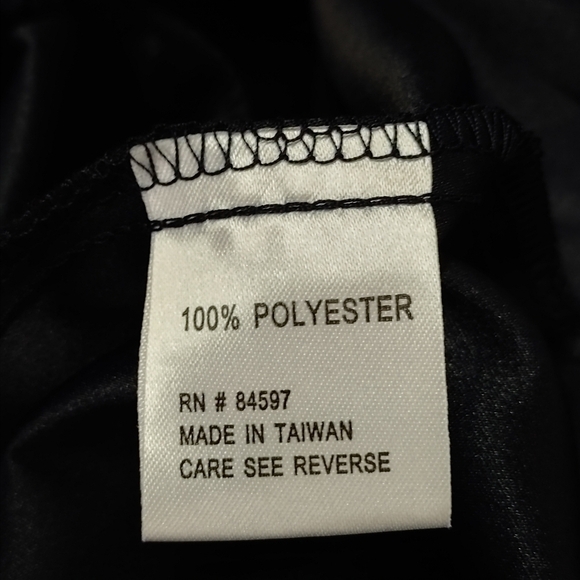 100% POLYESTER
RN # 84597
MADE IN TAIWAN
CARE SEE REVERSE